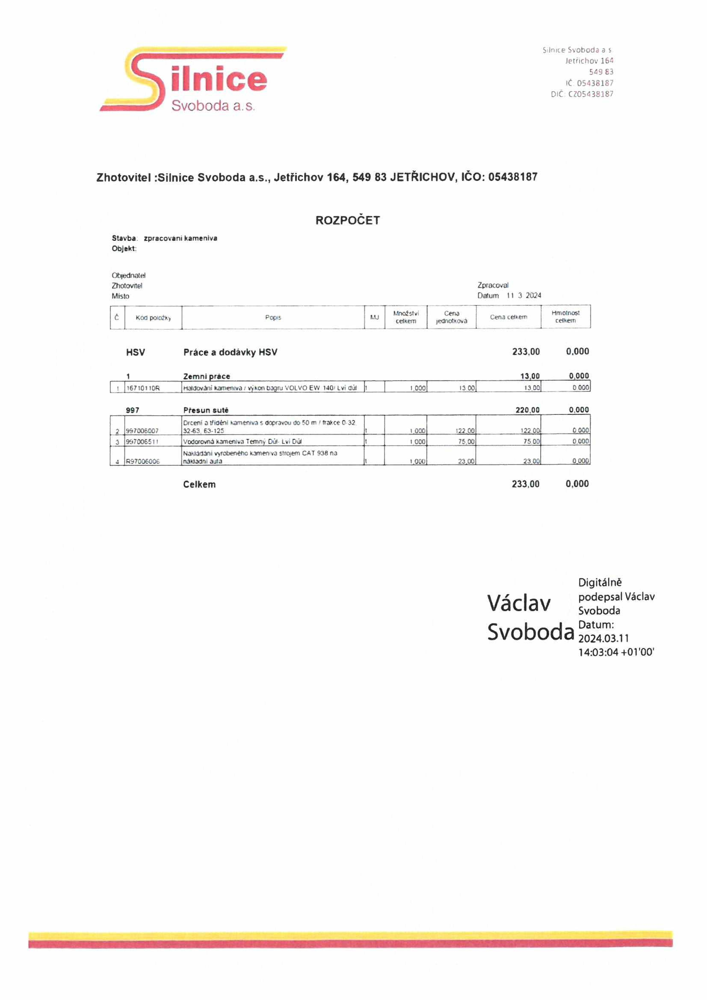 Silnice
Svoboda a.s.
Silnice Svoboda a s
Jetřichov 164
549 83
IČ: 05438187
DIČ: CZ05438187
Zhotovitel :Silnice Svoboda a.s., Jetřichov 164, 549 83 JETŘICHOV, IČO: 05438187
ROZPOČET
Stavba: zpracování kameniva
Objekt:
Objednatel
Zhotovitel
Zpracoval
Místo
Datum 11 3 2024
Č Kód položky Popis MJ Množství celkem Cena jednotková Cena celkem Hmotnost celkem
HSV Práce a dodávky HSV 233,00 0,000
1 Zemní práce 13,00 0,000
1 16710110R Haldování kameniva / výkon bagru VOLVO EW 140/ Lví důl t 1,000 13,00 13,00 0,000
997 Přesun sutě 220,00 0,000
Drcení a třídění kameniva s dopravou do 50 m / frakce 0-32,
2 997006007 32-63, 63-125 t 1,000 122,00 122,00 0,000
3 997006511 Vodorovná kameniva Temný Důl- Lví Důl t 1,000 75,00 75,00 0,000
Nakládání vyrobeného kameniva strojem CAT 938 na
4 R97006006 nákladní auta t 1,000 23,00 23,00 0,000
Celkem 233,00 0,000
Václav
Svoboda
Digitálně
podepsal Václav
Svoboda
Datum:
2024.03.11
14:03:04 +01'00'